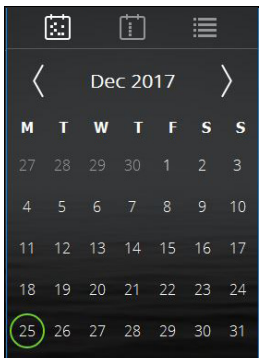 Dec 2017
M T W T F S S
27 28 29 30 1 2 3
4 5 6 7 8 9 10
11 12 13 14 15 16 17
18 19 20 21 22 23 24
25 26 27 28 29 30 31